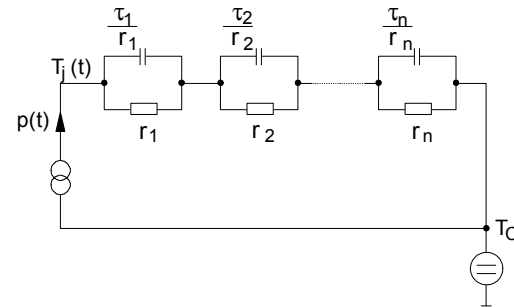 τ1 τ2 τn
r1 r2 rn
Tj (t)
p(t)
r1 r2 rn
TC